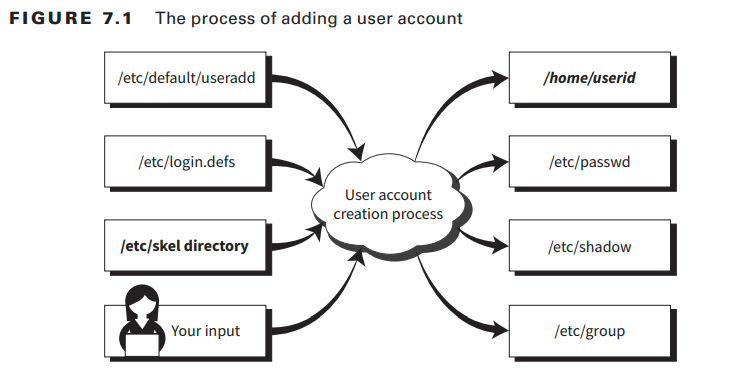 FIGURE 7.1 The process of adding a user account
/etc/default/useradd
/home/userid
/etc/login.defs
/etc/passwd
User account
creation process
/etc/skel directory
/etc/shadow
Your input
/etc/group